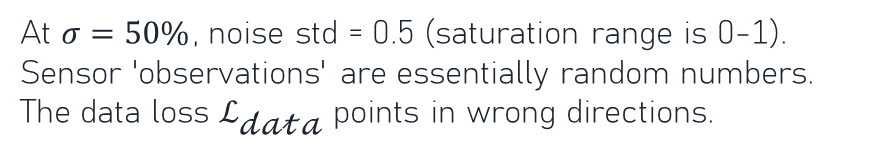 At σ = 50%, noise std = 0.5 (saturation range is 0-1).
Sensor 'observations' are essentially random numbers.
The data loss ℒ𝑑𝑎𝑡𝑎 points in wrong directions.